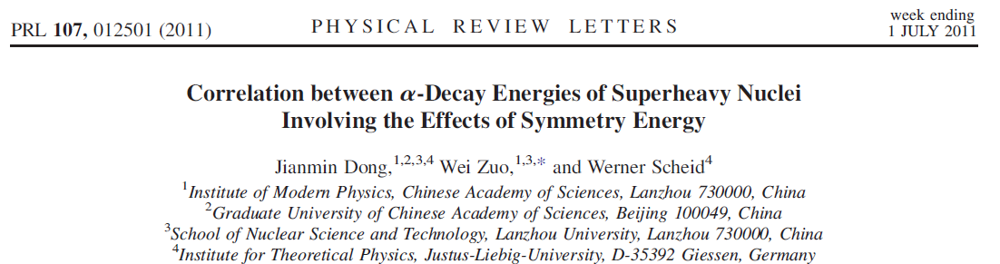 PRL 107, 012501 (2011)
PHYSICAL REVIEW LETTERS
week ending
1 JULY 2011
Correlation between α-Decay Energies of Superheavy Nuclei
Involving the Effects of Symmetry Energy
Jianmin Dong,1,2,3,4 Wei Zuo,1,3,* and Werner Scheid4
1Institute of Modern Physics, Chinese Academy of Sciences, Lanzhou 730000, China
2Graduate University of Chinese Academy of Sciences, Beijing 100049, China
3School of Nuclear Science and Technology, Lanzhou University, Lanzhou 730000, China
4Institute for Theoretical Physics, Justus-Liebig-University, D-35392 Giessen, Germany